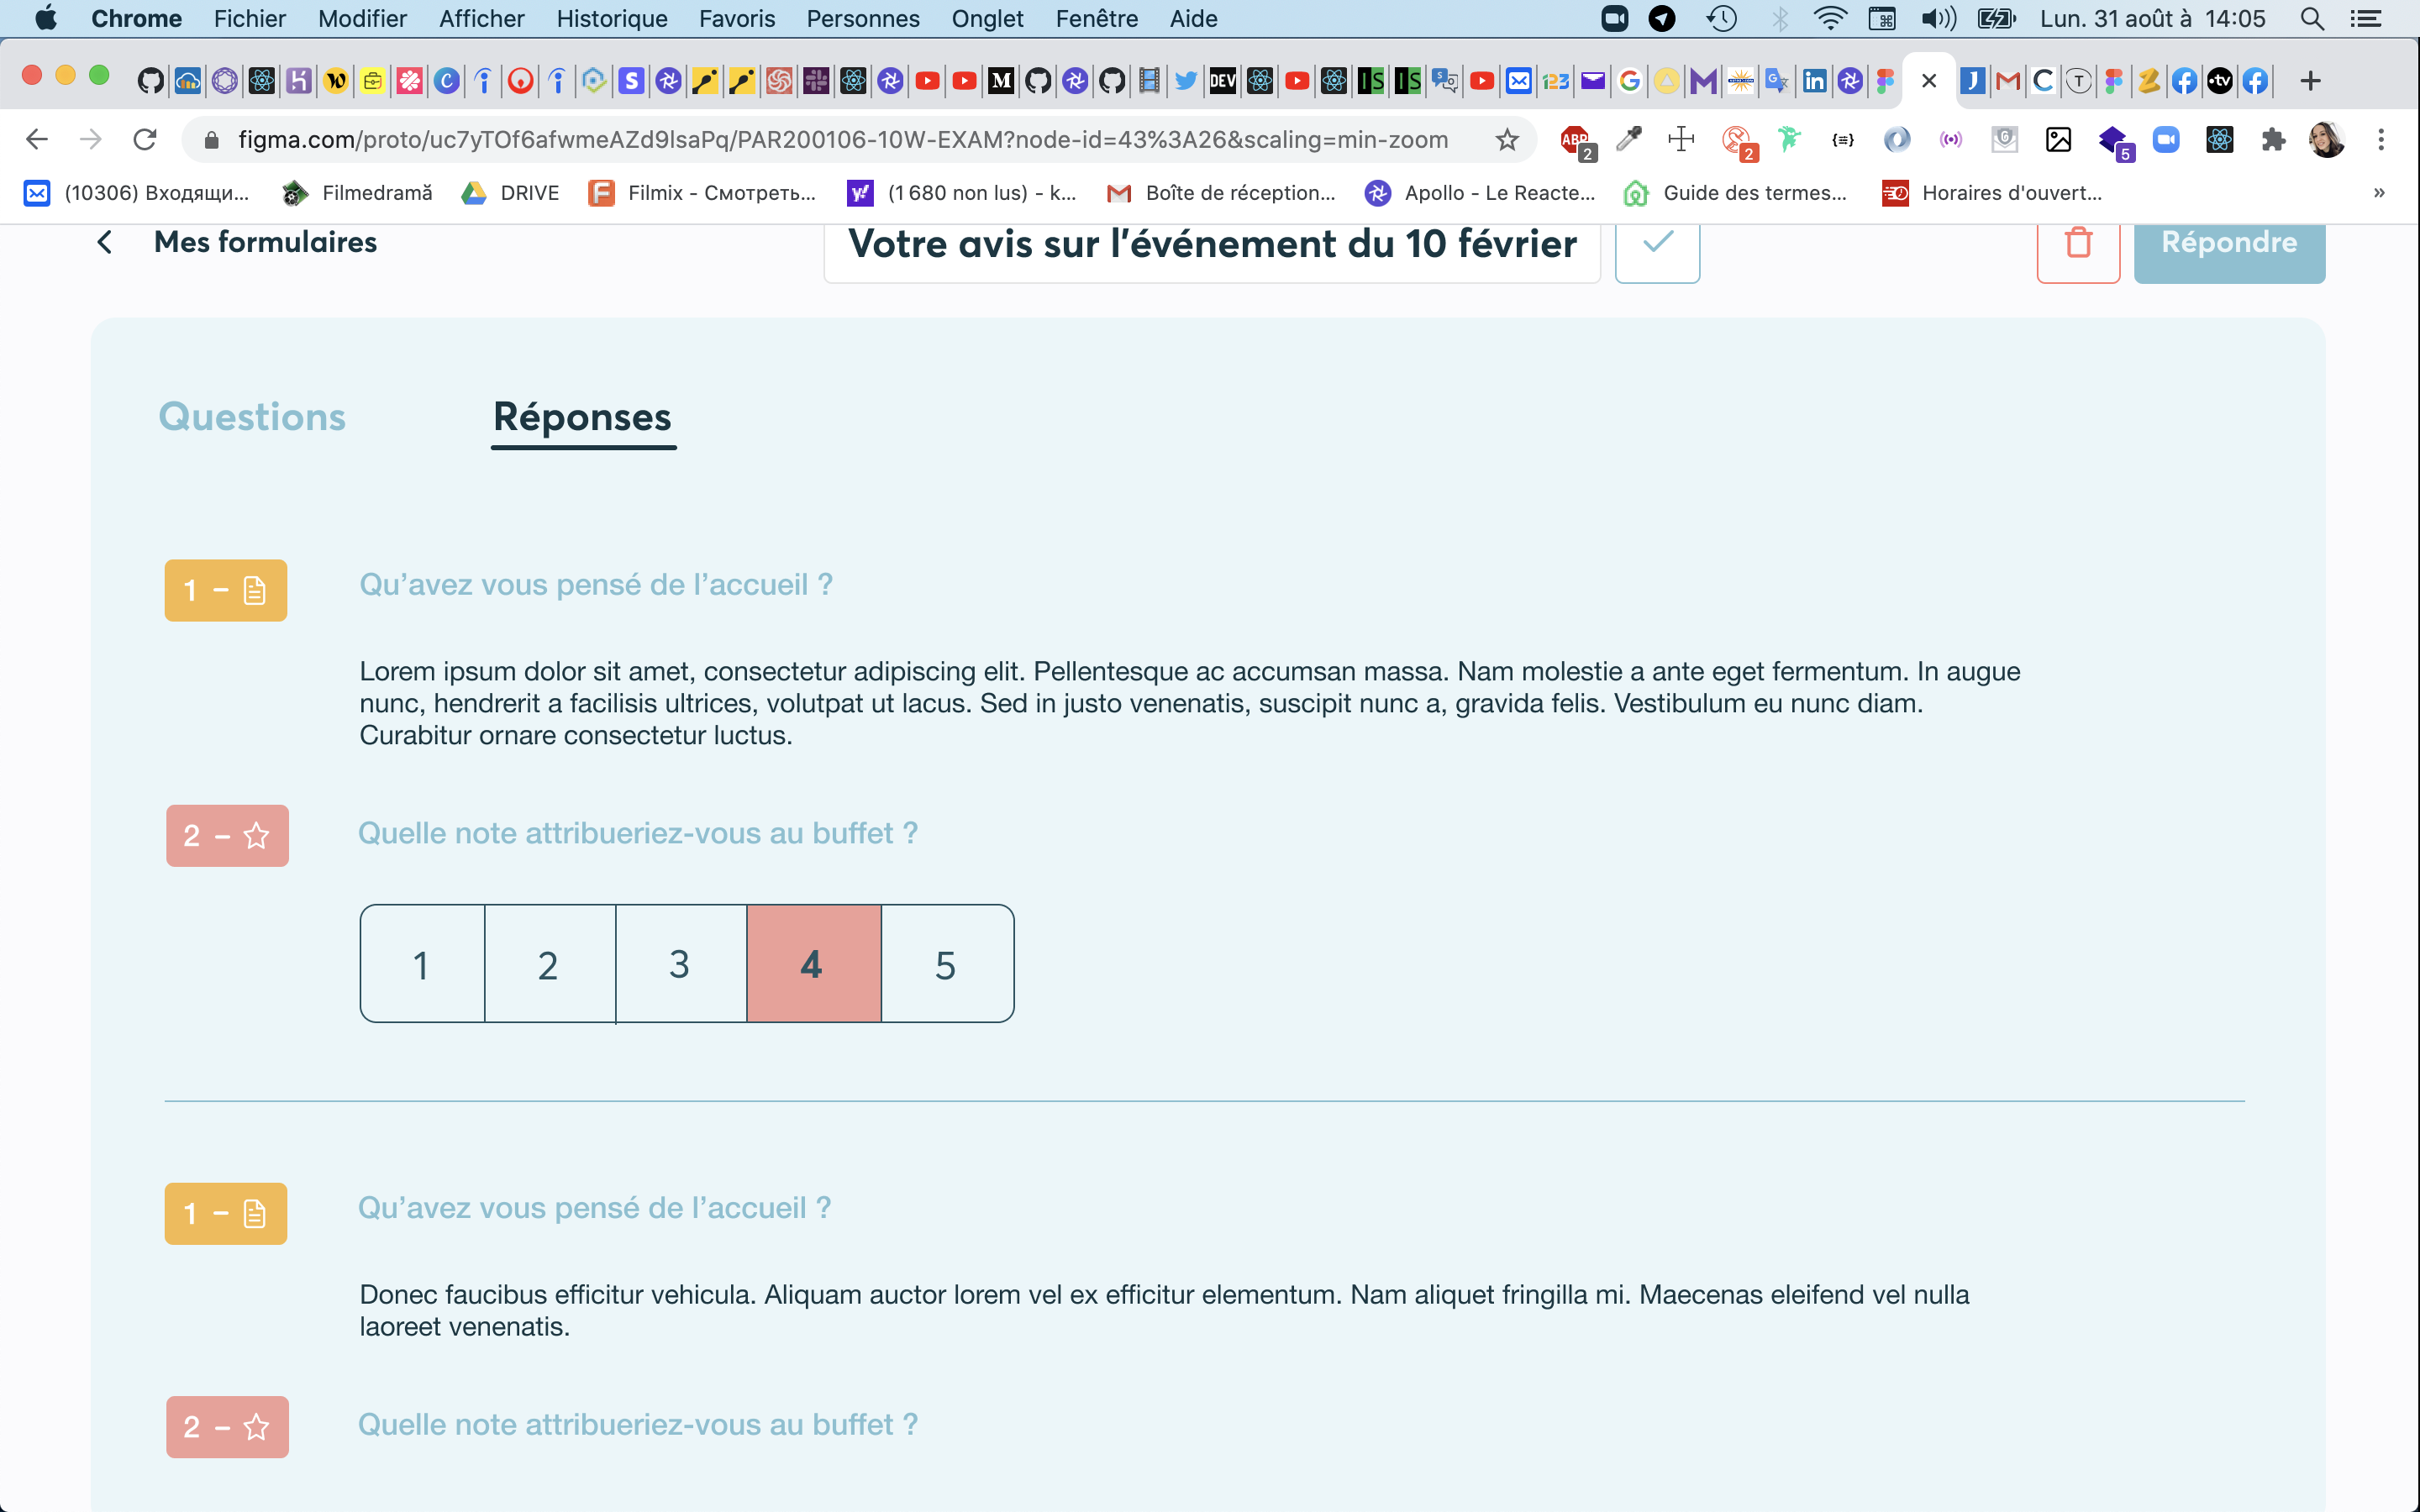 Chrome Fichier Modifier Afficher Historique Favoris Personnes Onglet Fenêtre Aide Lun. 31 août à 14:05
figma.com/proto/uc7yTOf6afwmeAZd9lsaPq/PAR200106-10W-EXAM?node-id=43%3A26&scaling=min-zoom
(10306) Входящи... Filmedramă DRIVE Filmix - Смотреть... (1 680 non lus) - k... Boîte de réception... Apollo - Le Reacte... Guide des termes... Horaires d'ouvert... »
Mes formulaires
Votre avis sur l'événement du 10 février
Répondre
Questions Réponses
1 – Qu’avez vous pensé de l’accueil ?
Lorem ipsum dolor sit amet, consectetur adipiscing elit. Pellentesque ac accumsan massa. Nam molestie a ante eget fermentum. In augue
nunc, hendrerit a facilisis ultrices, volutpat ut lacus. Sed in justo venenatis, suscipit nunc a, gravida felis. Vestibulum eu nunc diam.
Curabitur ornare consectetur luctus.
2 – Quelle note attribueriez-vous au buffet ?
1 2 3 4 5
1 – Qu’avez vous pensé de l’accueil ?
Donec faucibus efficitur vehicula. Aliquam auctor lorem vel ex efficitur elementum. Nam aliquet fringilla mi. Maecenas eleifend vel nulla
laoreet venenatis.
2 – Quelle note attribueriez-vous au buffet ?